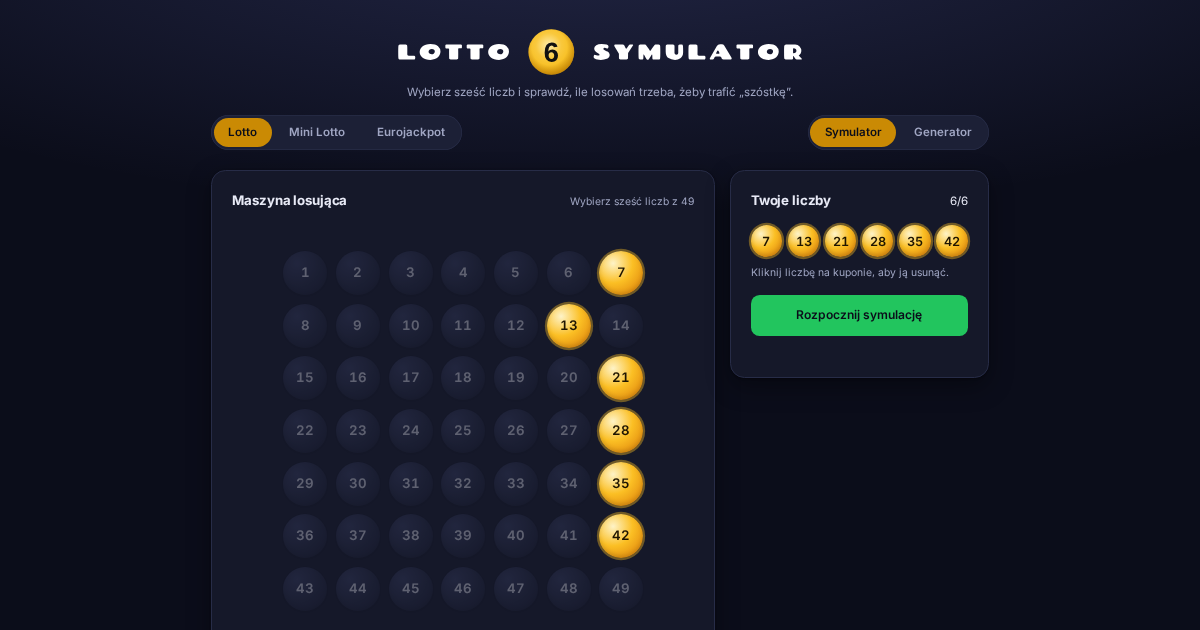 LOTTO 6 SYMULATOR
Wybierz sześć liczb i sprawdź, ile losowań trzeba, żeby trafić „szóstkę”.
Lotto Mini Lotto Eurojackpot
Symulator Generator
Maszyna losująca
Wybierz sześć liczb z 49
1 2 3 4 5 6 7
8 9 10 11 12 13 14
15 16 17 18 19 20 21
22 23 24 25 26 27 28
29 30 31 32 33 34 35
36 37 38 39 40 41 42
43 44 45 46 47 48 49
Twoje liczby 6/6
7 13 21 28 35 42
Kliknij liczbę na kuponie, aby ją usunąć.
Rozpocznij symulację